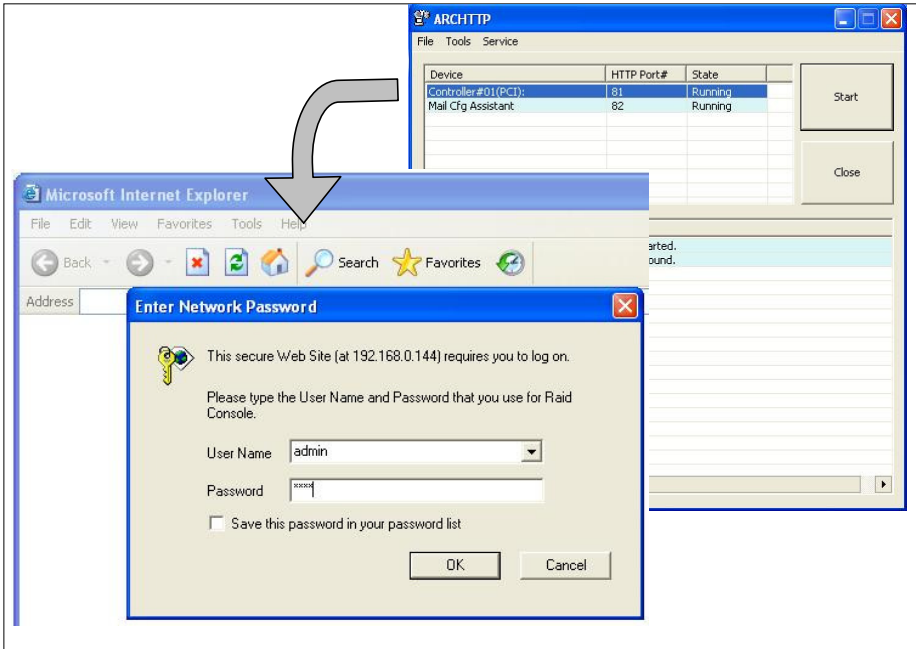 ARCHTTP
File Tools Service
Device HTTP Port# State
Controller#01(PCI): 81 Running
Mail Cfg Assistant 82 Running
Start
Close
arted.
ound.
Microsoft Internet Explorer
File Edit View Favorites Tools Help
Back Search Favorites
Address
Enter Network Password
This secure Web Site (at 192.168.0.144) requires you to log on.
Please type the User Name and Password that you use for Raid
Console.
User Name admin
Password xxxx
Save this password in your password list
OK Cancel